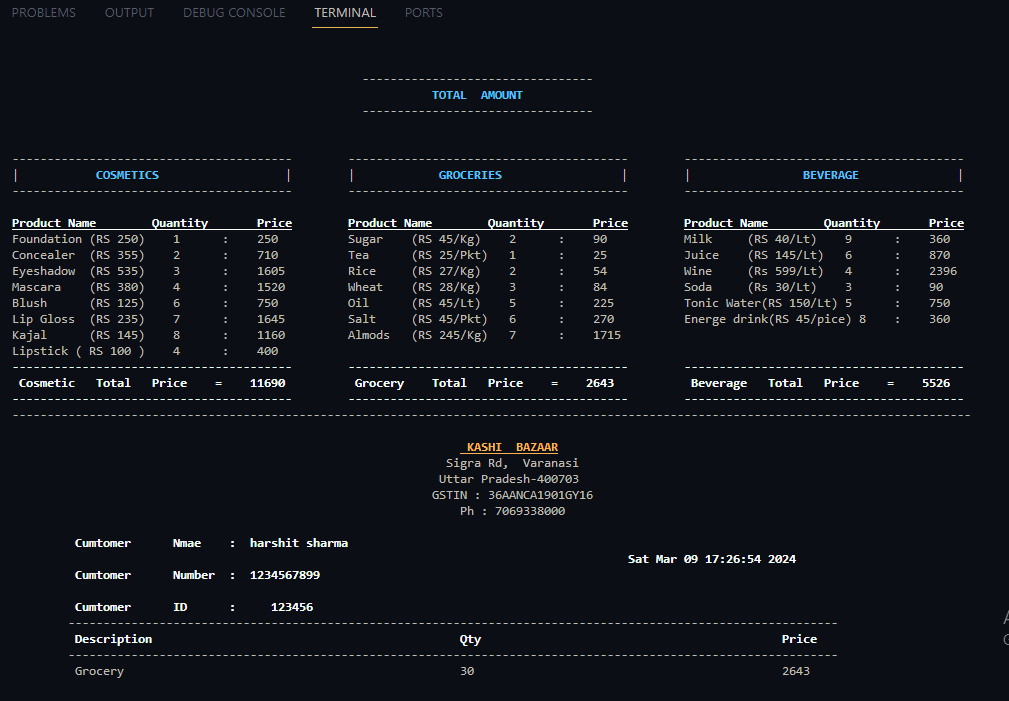 PROBLEMS OUTPUT DEBUG CONSOLE TERMINAL PORTS
---------------------------------
TOTAL AMOUNT
---------------------------------
---------------------------------------- ---------------------------------------- ----------------------------------------
| COSMETICS | | GROCERIES | | BEVERAGE |
---------------------------------------- ---------------------------------------- ----------------------------------------
Product Name Quantity Price Product Name Quantity Price Product Name Quantity Price
Foundation (RS 250) 1 : 250 Sugar (RS 45/Kg) 2 : 90 Milk (RS 40/Lt) 9 : 360
Concealer (RS 355) 2 : 710 Tea (RS 25/Pkt) 1 : 25 Juice (RS 145/Lt) 6 : 870
Eyeshadow (RS 535) 3 : 1605 Rice (RS 27/Kg) 2 : 54 Wine (Rs 599/Lt) 4 : 2396
Mascara (RS 380) 4 : 1520 Wheat (RS 28/Kg) 3 : 84 Soda (Rs 30/Lt) 3 : 90
Blush (RS 125) 6 : 750 Oil (RS 45/Lt) 5 : 225 Tonic Water(RS 150/Lt) 5 : 750
Lip Gloss (RS 235) 7 : 1645 Salt (RS 45/Pkt) 6 : 270 Energe drink(RS 45/pice) 8 : 360
Kajal (RS 145) 8 : 1160 Almods (RS 245/Kg) 7 : 1715
Lipstick ( RS 100 ) 4 : 400
---------------------------------------- ---------------------------------------- ----------------------------------------
Cosmetic Total Price = 11690 Grocery Total Price = 2643 Beverage Total Price = 5526
---------------------------------------- ---------------------------------------- ----------------------------------------
-----------------------------------------------------------------------------------------------------------------------------------------
KASHI BAZAAR
Sigra Rd, Varanasi
Uttar Pradesh-400703
GSTIN : 36AANCA1901GY16
Ph : 7069338000
Cumtomer Nmae : harshit sharma
Sat Mar 09 17:26:54 2024
Cumtomer Number : 1234567899
Cumtomer ID : 123456
--------------------------------------------------------------------------------------------------------------
Description Qty Price
--------------------------------------------------------------------------------------------------------------
Grocery 30 2643